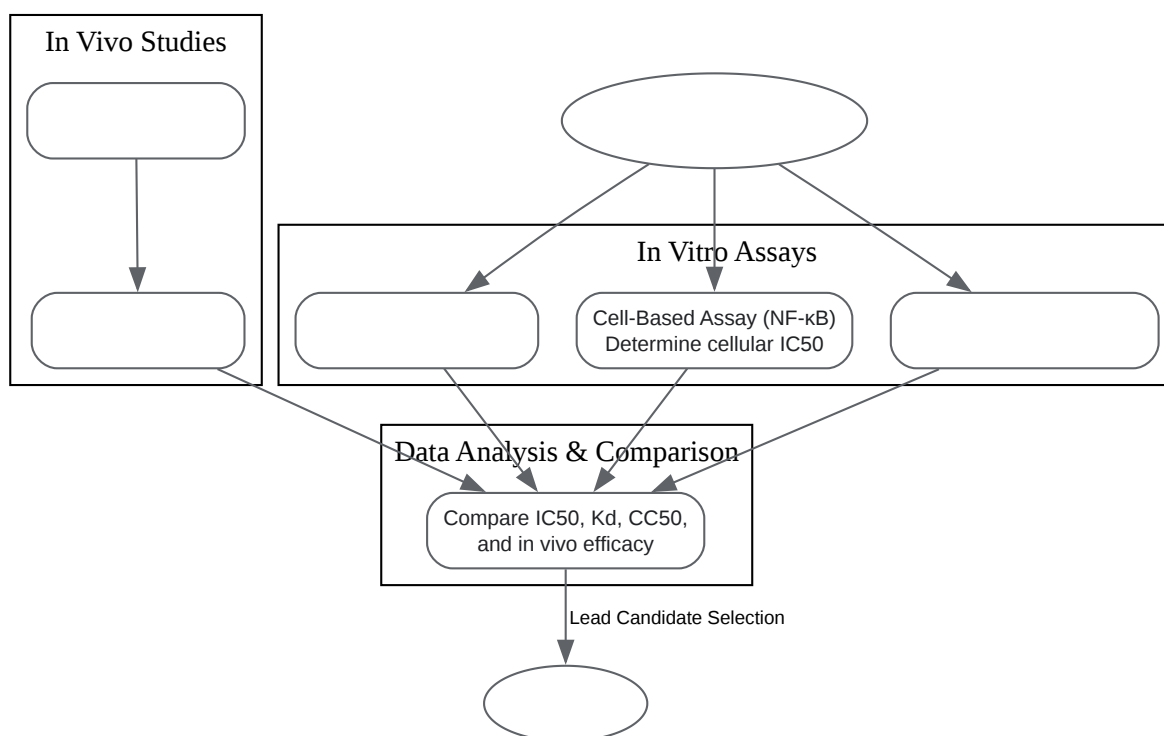 In Vivo Studies
In Vitro Assays
Cell-Based Assay (NF-κB)
Determine cellular IC50
Data Analysis & Comparison
Compare IC50, Kd, CC50,
and in vivo efficacy
Lead Candidate Selection